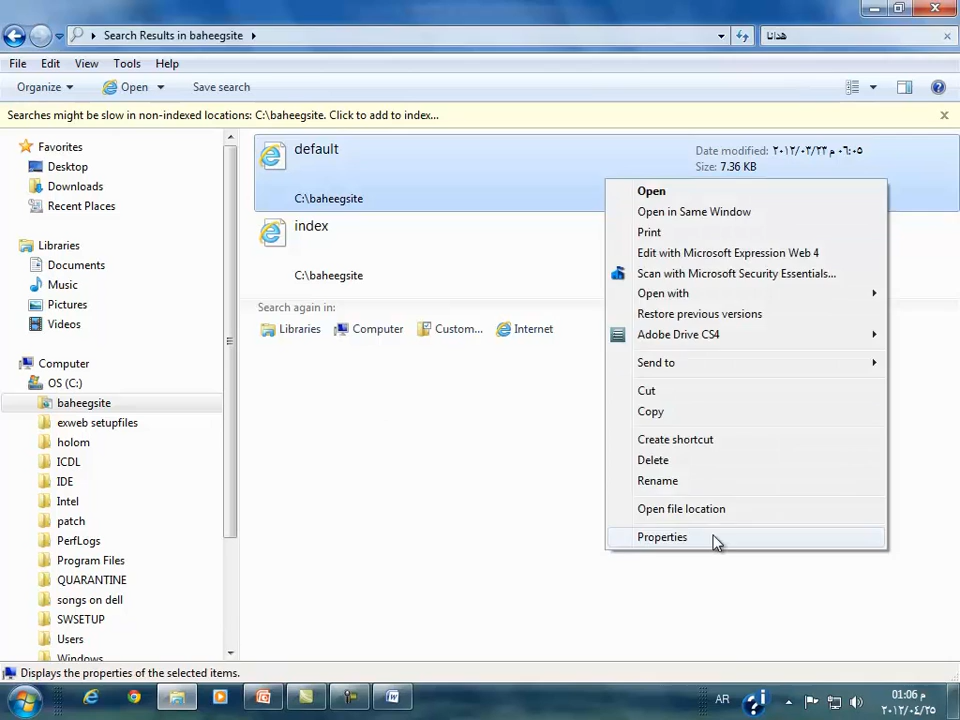 Search Results in baheegsite
هدانا
File Edit View Tools Help
Organize Open Save search
Searches might be slow in non-indexed locations: C:\baheegsite. Click to add to index...
Favorites
Desktop
Downloads
Recent Places
Libraries
Documents
Music
Pictures
Videos
Computer
OS (C:)
baheegsite
exweb setupfiles
holom
ICDL
IDE
Intel
patch
PerfLogs
Program Files
QUARANTINE
songs on dell
SWSETUP
Users
Windows
default
Date modified: ٢٠١٢/٠٣/٢٣ م ٠٦:٠٥
Size: 7.36 KB
C:\baheegsite
index
C:\baheegsite
Search again in:
Libraries Computer Custom... Internet
Open
Open in Same Window
Print
Edit with Microsoft Expression Web 4
Scan with Microsoft Security Essentials...
Open with
Restore previous versions
Adobe Drive CS4
Send to
Cut
Copy
Create shortcut
Delete
Rename
Open file location
Properties
Displays the properties of the selected items.
AR
01:06 م
٢٠١٢/٠٤/٢٥